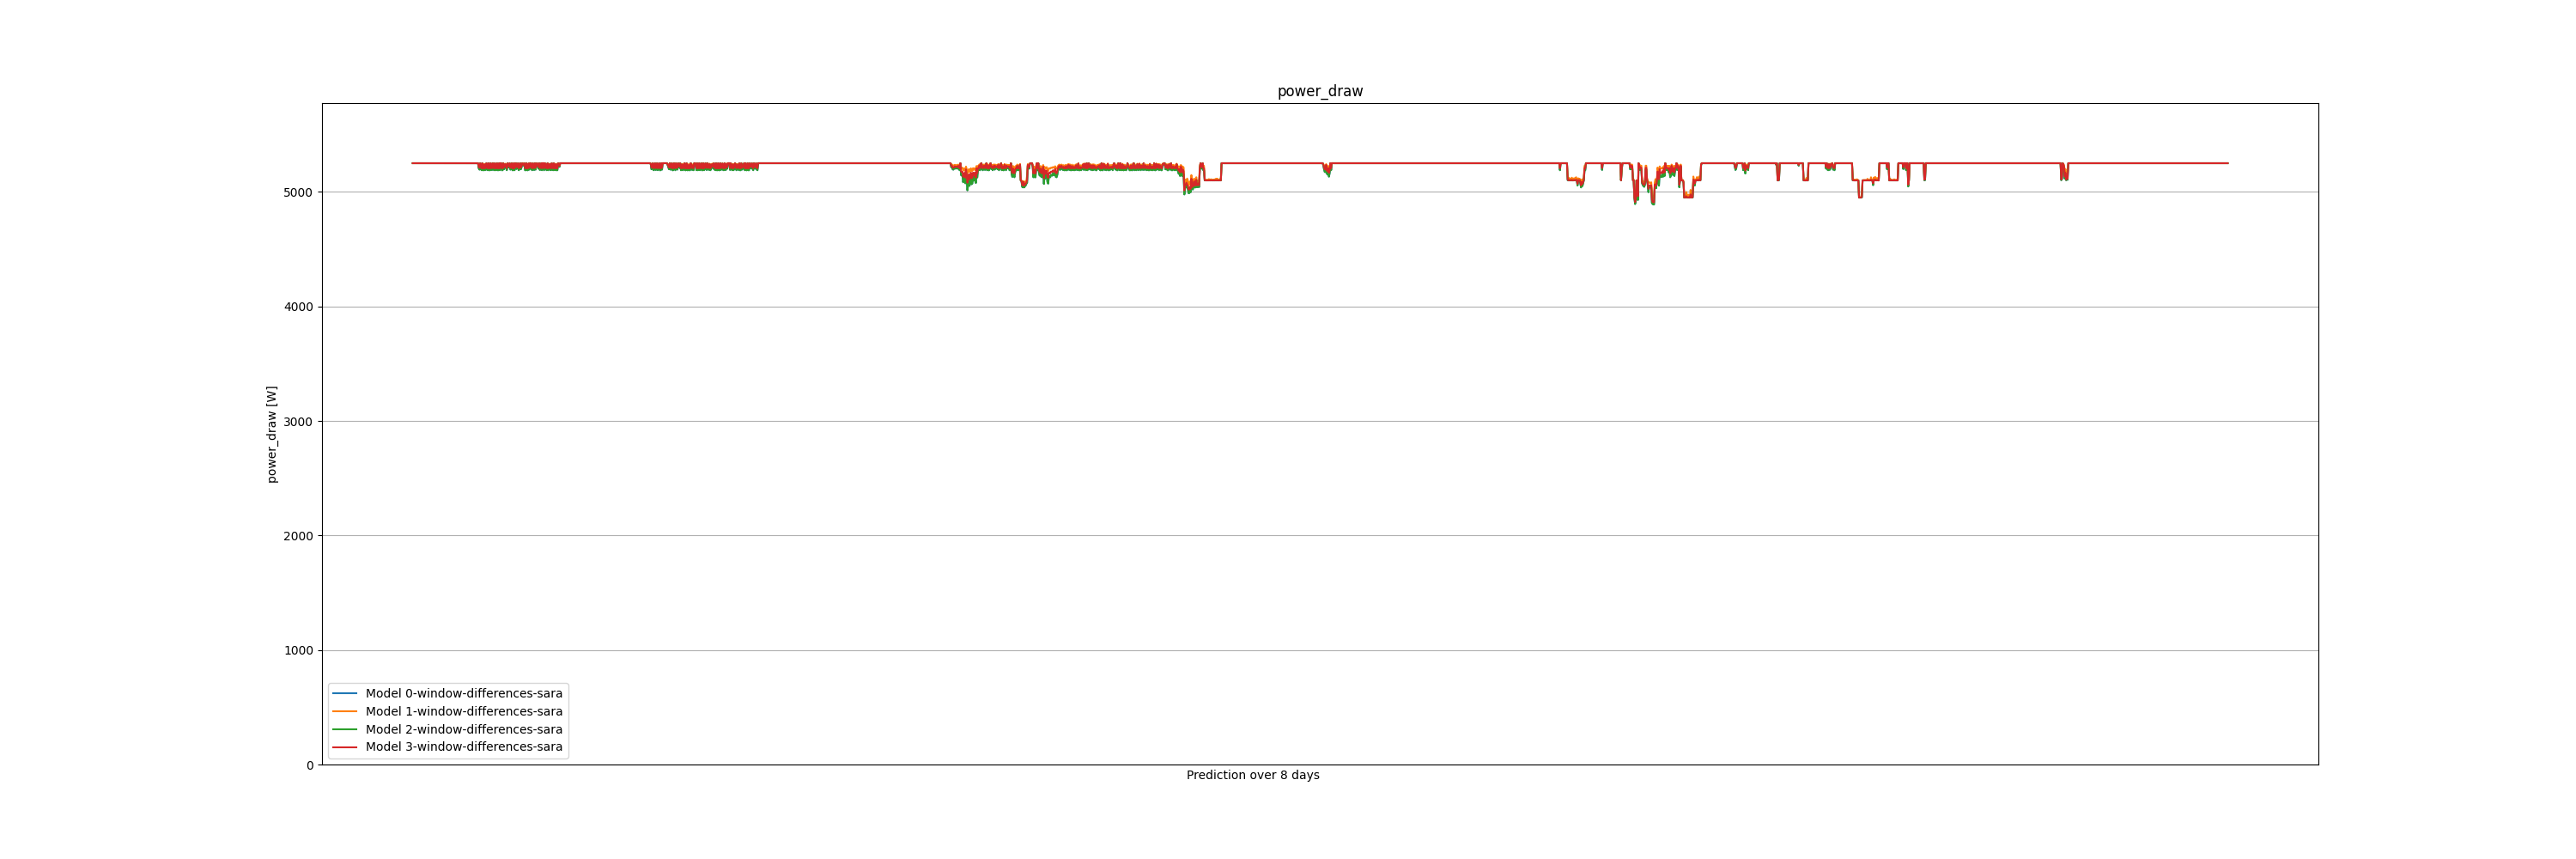 power_draw
power_draw [W]
5000
4000
3000
2000
1000
0
Model 0-window-differences-sara
Model 1-window-differences-sara
Model 2-window-differences-sara
Model 3-window-differences-sara
Prediction over 8 days